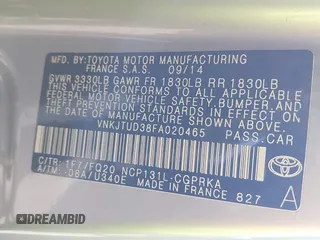 MFD. BY:TOYOTA MOTOR MANUFACTURING
FRANCE S.A.S. 09/14
GVWR 3330LB GAWR FR 1830LB RR 1830LB
THIS VEHICLE CONFORMS TO ALL APPLICABLE
FEDERAL MOTOR VEHICLE SAFETY, BUMPER, AND
THEFT PREVENTION STANDARDS IN EFFECT ON
THE DATE OF MANUFACTURE SHOWN ABOVE.
VNKJTUD38FA020465 PASS.CAR
C/TR: 1F7/FQ20 NCP131L-CGPRKA
A/TM: -08A/U340E
MADE IN FRANCE 827
TOYOTA
A
DREAMBID